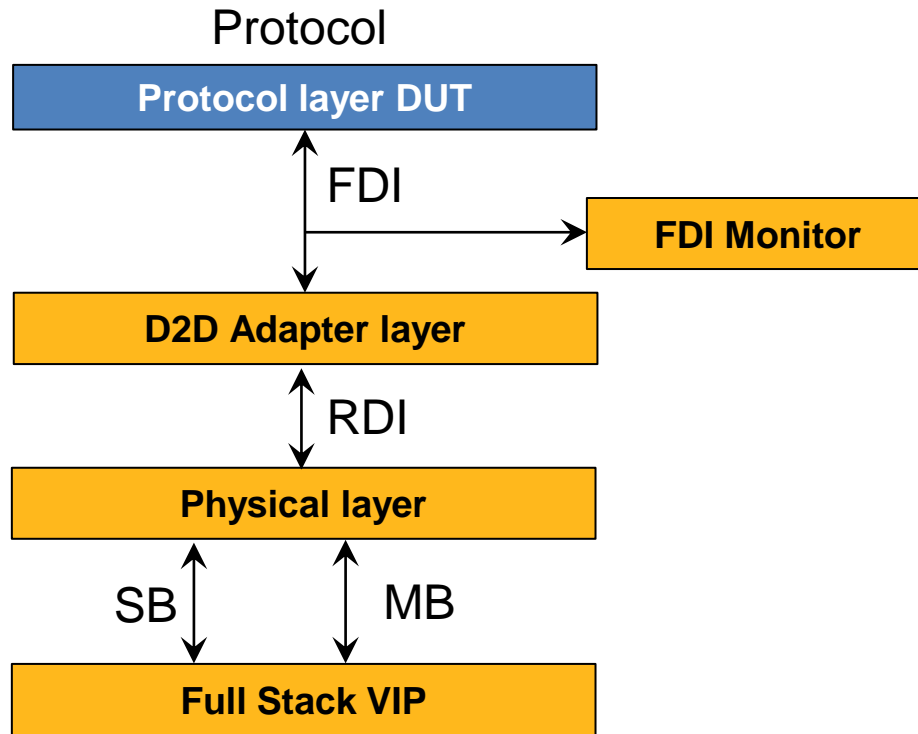 Protocol
Protocol layer DUT
FDI
FDI Monitor
D2D Adapter layer
RDI
Physical layer
SB
MB
Full Stack VIP